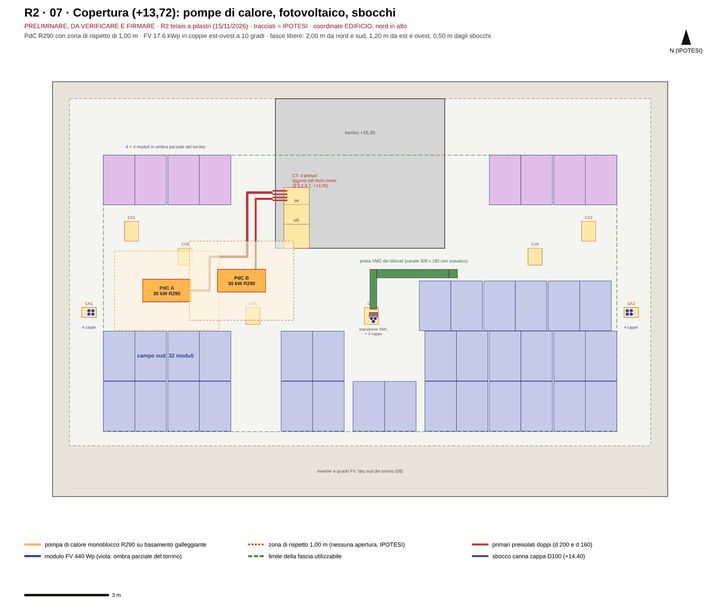 R2 · 07 · Copertura (+13,72): pompe di calore, fotovoltaico, sbocchi
PRELIMINARE, DA VERIFICARE E FIRMARE · R2 telaio a pilastri (15/11/2026) · tracciati = IPOTESI · coordinate EDIFICIO, nord in alto
PdC R290 con zona di rispetto di 1,00 m · FV 17,6 kWp in coppie est-ovest a 10 gradi · fasce libere: 2,00 m da nord e sud, 1,20 m da est e ovest, 0,50 m dagli sbocchi
N (IPOTESI)
torrino +16,30
4 + 4 moduli in ombra parziale del torrino
CT: 4 primari
CV1
CV2
presa VMC dei bilocali (canale 300 x 180 con scavalco)
PdC A
30 kW R290
PdC B
30 kW R290
CK1
4 cappe
CK2
4 cappe
espulsione VMC
+ 3 cappe
campo sud: 32 moduli
inverter e quadri FV: lato sud del torrino (08)
pompa di calore monoblocco R290 su basamento galleggiante
zona di rispetto 1,00 m (nessuna apertura, IPOTESI)
primari preisolati doppi (d 200 e d 160)
modulo FV 440 Wp (viola: ombra parziale del torrino)
limite della fascia utilizzabile
sbocco canna cappa D100 (+14,40)
3 m